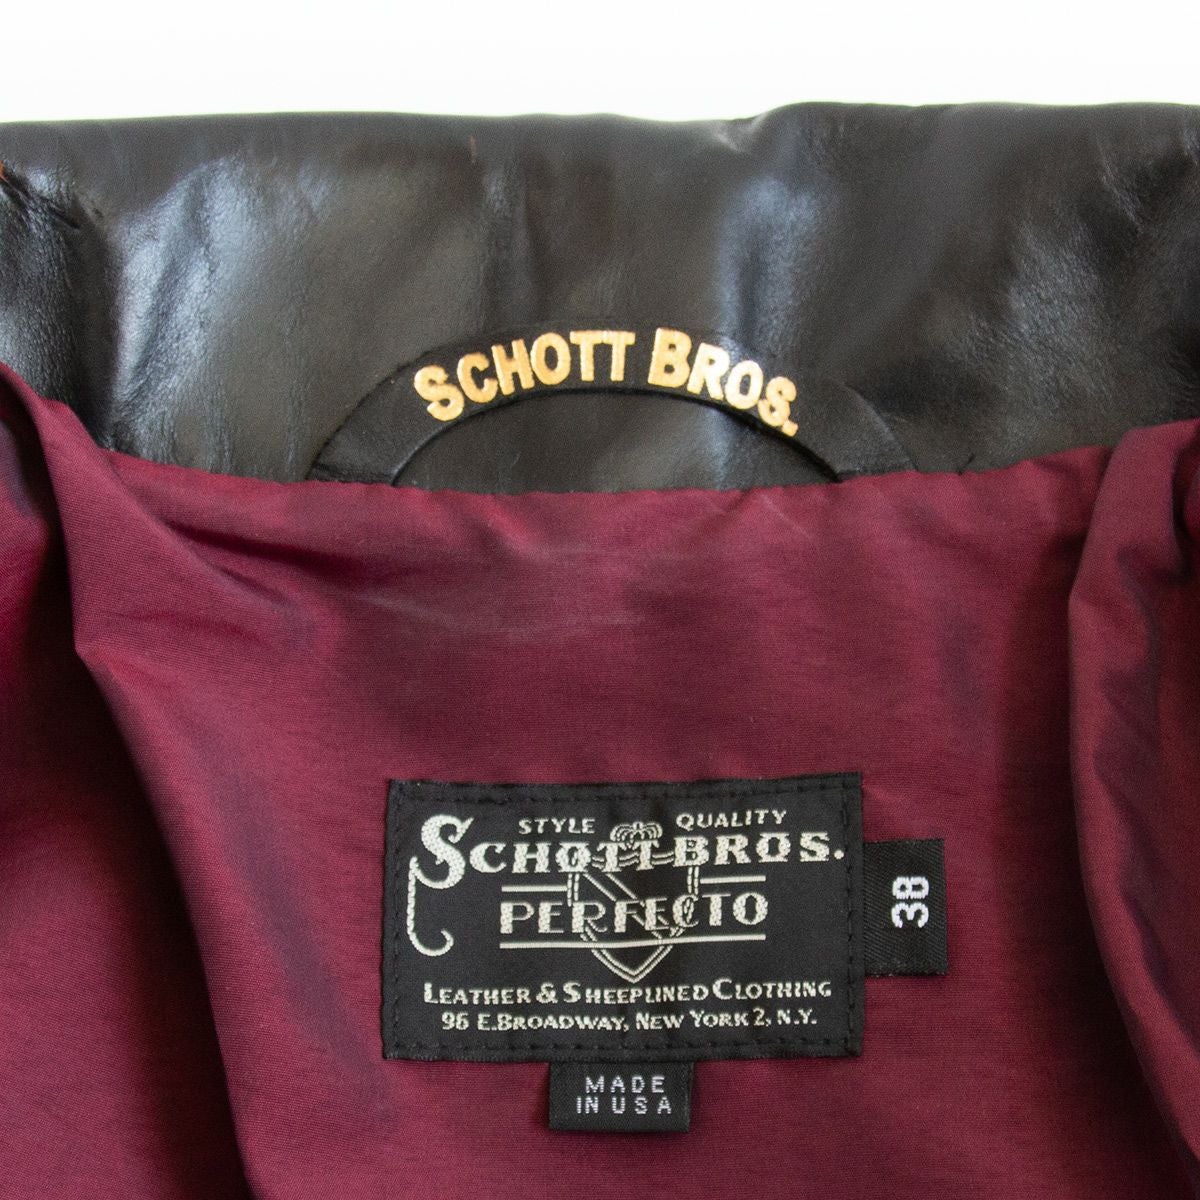 SCHOTT BROS.
STYLE QUALITY
SCHOTT BROS.
PERFECTO
LEATHER & SHEEPLINED CLOTHING
96 E. BROADWAY, NEW YORK 2, N.Y.
38
MADE
IN USA